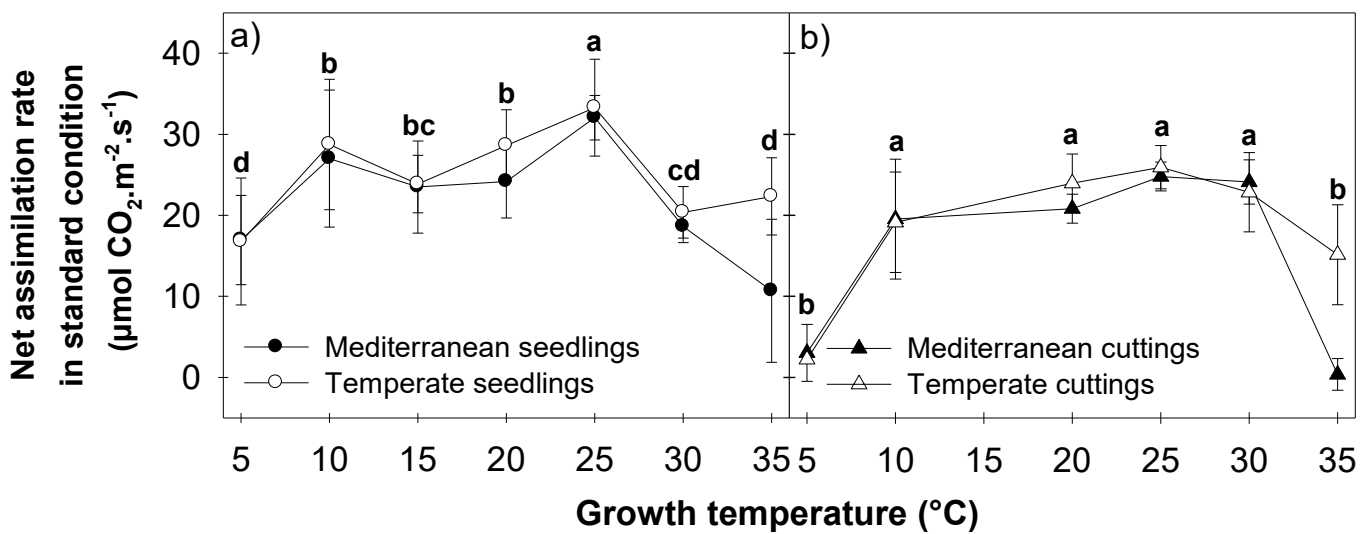 Net assimilation rate
in standard condition
(µmol CO₂.m⁻².s⁻¹)
a)
b)
40
30
20
10
0
d
b
bc
b
a
cd
d
b
a
a
a
a
b
Mediterranean seedlings
Temperate seedlings
Mediterranean cuttings
Temperate cuttings
5 10 15 20 25 30 35
5 10 15 20 25 30 35
Growth temperature (°C)